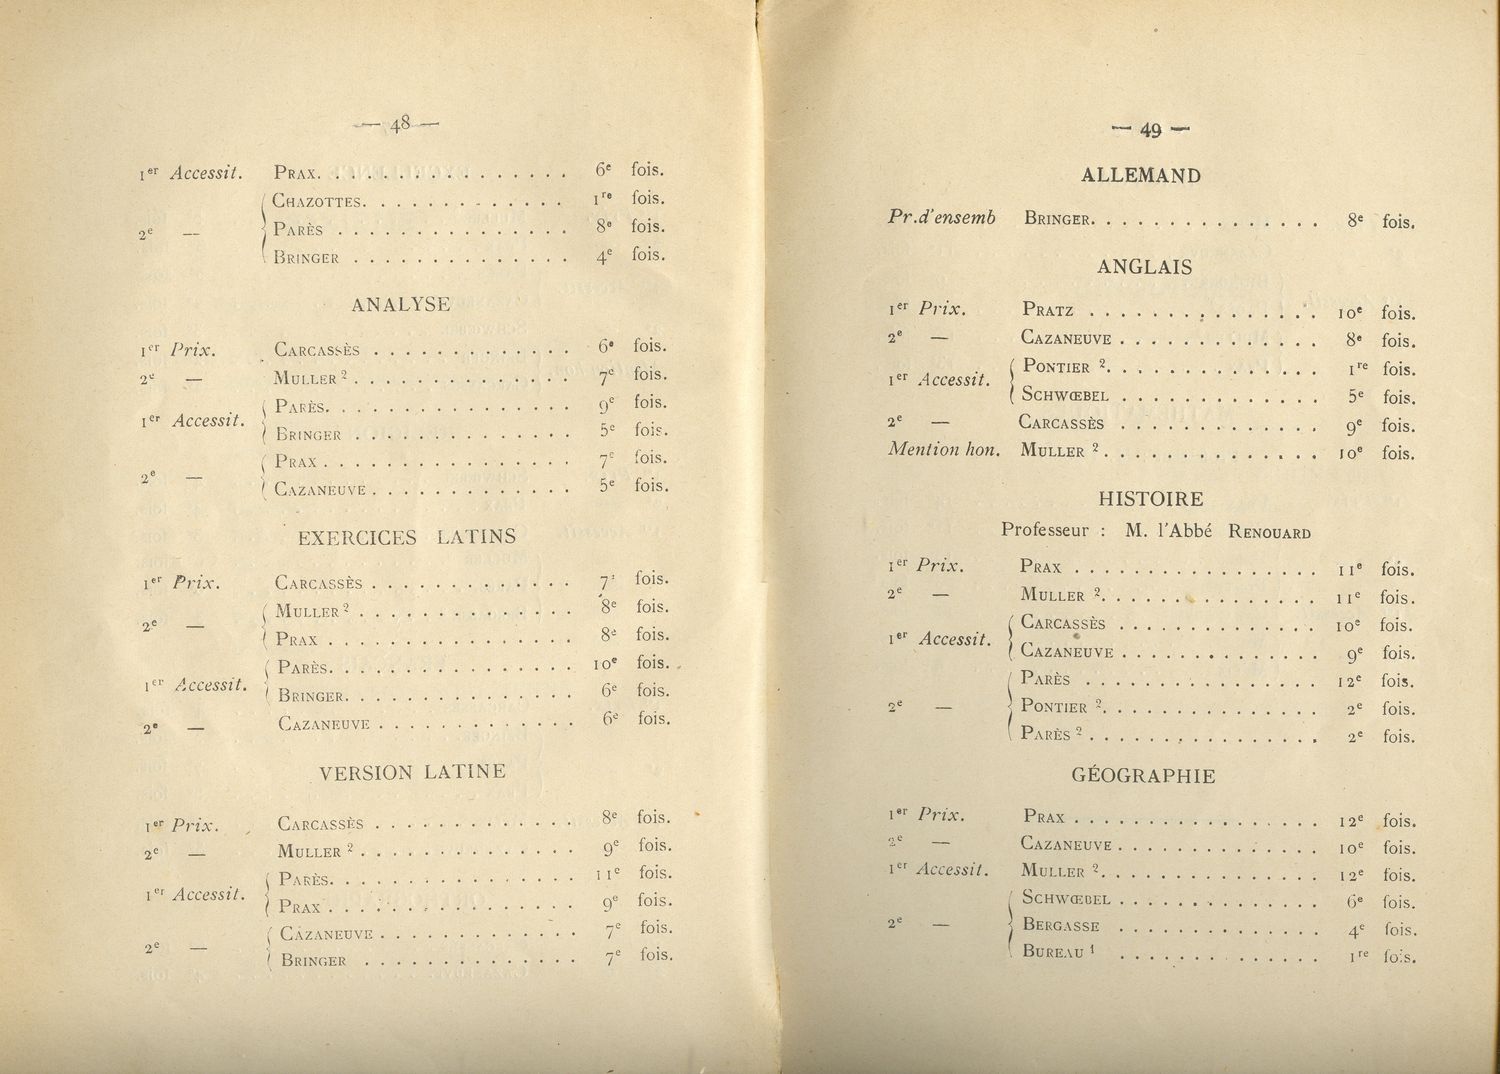 — 48 —
1er Accessit. PRAX. . . . . . . . . . . . . . . . 6e fois.
CHAZOTTES. . . . . . . . . . . . . 1re fois.
2e — PARÈS . . . . . . . . . . . . . . . 8e fois.
BRINGER . . . . . . . . . . . . . . 4e fois.
ANALYSE
1er Prix. CARCASSÈS . . . . . . . . . . . . . 6e fois.
2e — MULLER 2 . . . . . . . . . . . . . . 7e fois.
1er Accessit. PARÈS. . . . . . . . . . . . . . . . 9e fois.
BRINGER . . . . . . . . . . . . . . 5e fois.
2e — PRAX . . . . . . . . . . . . . . . . 7e fois.
CAZANEUVE . . . . . . . . . . . . . 5e fois.
EXERCICES LATINS
1er Prix. CARCASSÈS . . . . . . . . . . . . . 7e fois.
2e — MULLER 2 . . . . . . . . . . . . . . 8e fois.
PRAX . . . . . . . . . . . . . . . . 8e fois.
1er Accessit. PARÈS. . . . . . . . . . . . . . . . 10e fois.
BRINGER. . . . . . . . . . . . . . . 6e fois.
2e — CAZANEUVE . . . . . . . . . . . . . 6e fois.
VERSION LATINE
1er Prix. CARCASSÈS . . . . . . . . . . . . . 8e fois.
2e — MULLER 2 . . . . . . . . . . . . . . 9e fois.
1er Accessit. PARÈS. . . . . . . . . . . . . . . . 11e fois.
PRAX . . . . . . . . . . . . . . . . 9e fois.
2e — CAZANEUVE . . . . . . . . . . . . . 7e fois.
BRINGER . . . . . . . . . . . . . . 7e fois.
— 49 —
ALLEMAND
Pr.d'ensemb BRINGER. . . . . . . . . . . . . . . 8e fois.
ANGLAIS
1er Prix. PRATZ . . . . . . . . . . . . . . . 10e fois.
2e — CAZANEUVE . . . . . . . . . . . . . 8e fois.
1er Accessit. PONTIER 2. . . . . . . . . . . . . . 1re fois.
SCHWŒBEL . . . . . . . . . . . . . 5e fois.
2e — CARCASSÈS . . . . . . . . . . . . . 9e fois.
Mention hon. MULLER 2 . . . . . . . . . . . . . . 10e fois.
HISTOIRE
Professeur : M. l'Abbé RENOUARD
1er Prix. PRAX . . . . . . . . . . . . . . . . 11e fois.
2e — MULLER 2. . . . . . . . . . . . . . . 11e fois.
1er Accessit. CARCASSÈS . . . . . . . . . . . . . 10e fois.
CAZANEUVE . . . . . . . . . . . . . 9e fois.
PARÈS . . . . . . . . . . . . . . . 12e fois.
2e — PONTIER 2. . . . . . . . . . . . . . 2e fois.
PARÈS 2 . . . . . . . . . . . . . . . 2e fois.
GÉOGRAPHIE
1er Prix. PRAX . . . . . . . . . . . . . . . . 12e fois.
2e — CAZANEUVE . . . . . . . . . . . . . 10e fois.
1er Accessit. MULLER 2. . . . . . . . . . . . . . . 12e fois.
SCHWŒBEL . . . . . . . . . . . . . 6e fois.
2e — BERGASSE . . . . . . . . . . . . . 4e fois.
BUREAU 1 . . . . . . . . . . . . . 1re fois.